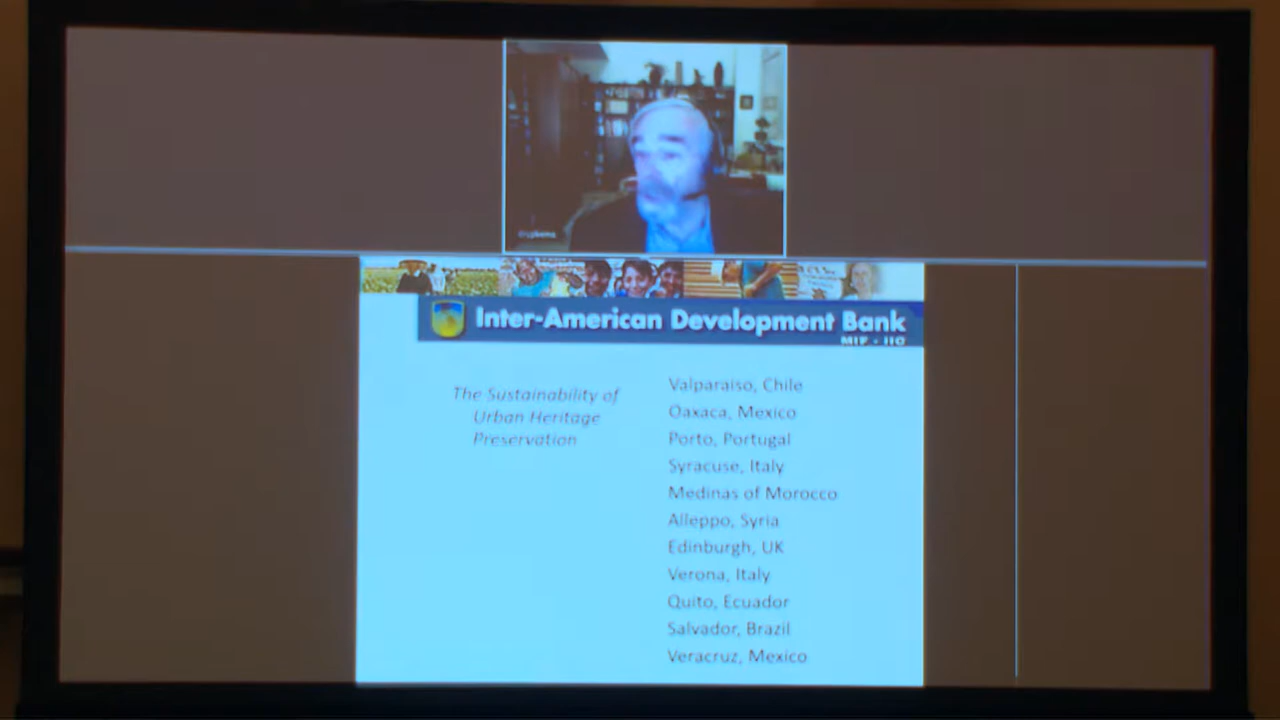 Inter-American Development Bank
MIF - IIC
The Sustainability of
Urban Heritage
Preservation
Valparaiso, Chile
Oaxaca, Mexico
Porto, Portugal
Syracuse, Italy
Medinas of Morocco
Alleppo, Syria
Edinburgh, UK
Verona, Italy
Quito, Ecuador
Salvador, Brazil
Veracruz, Mexico